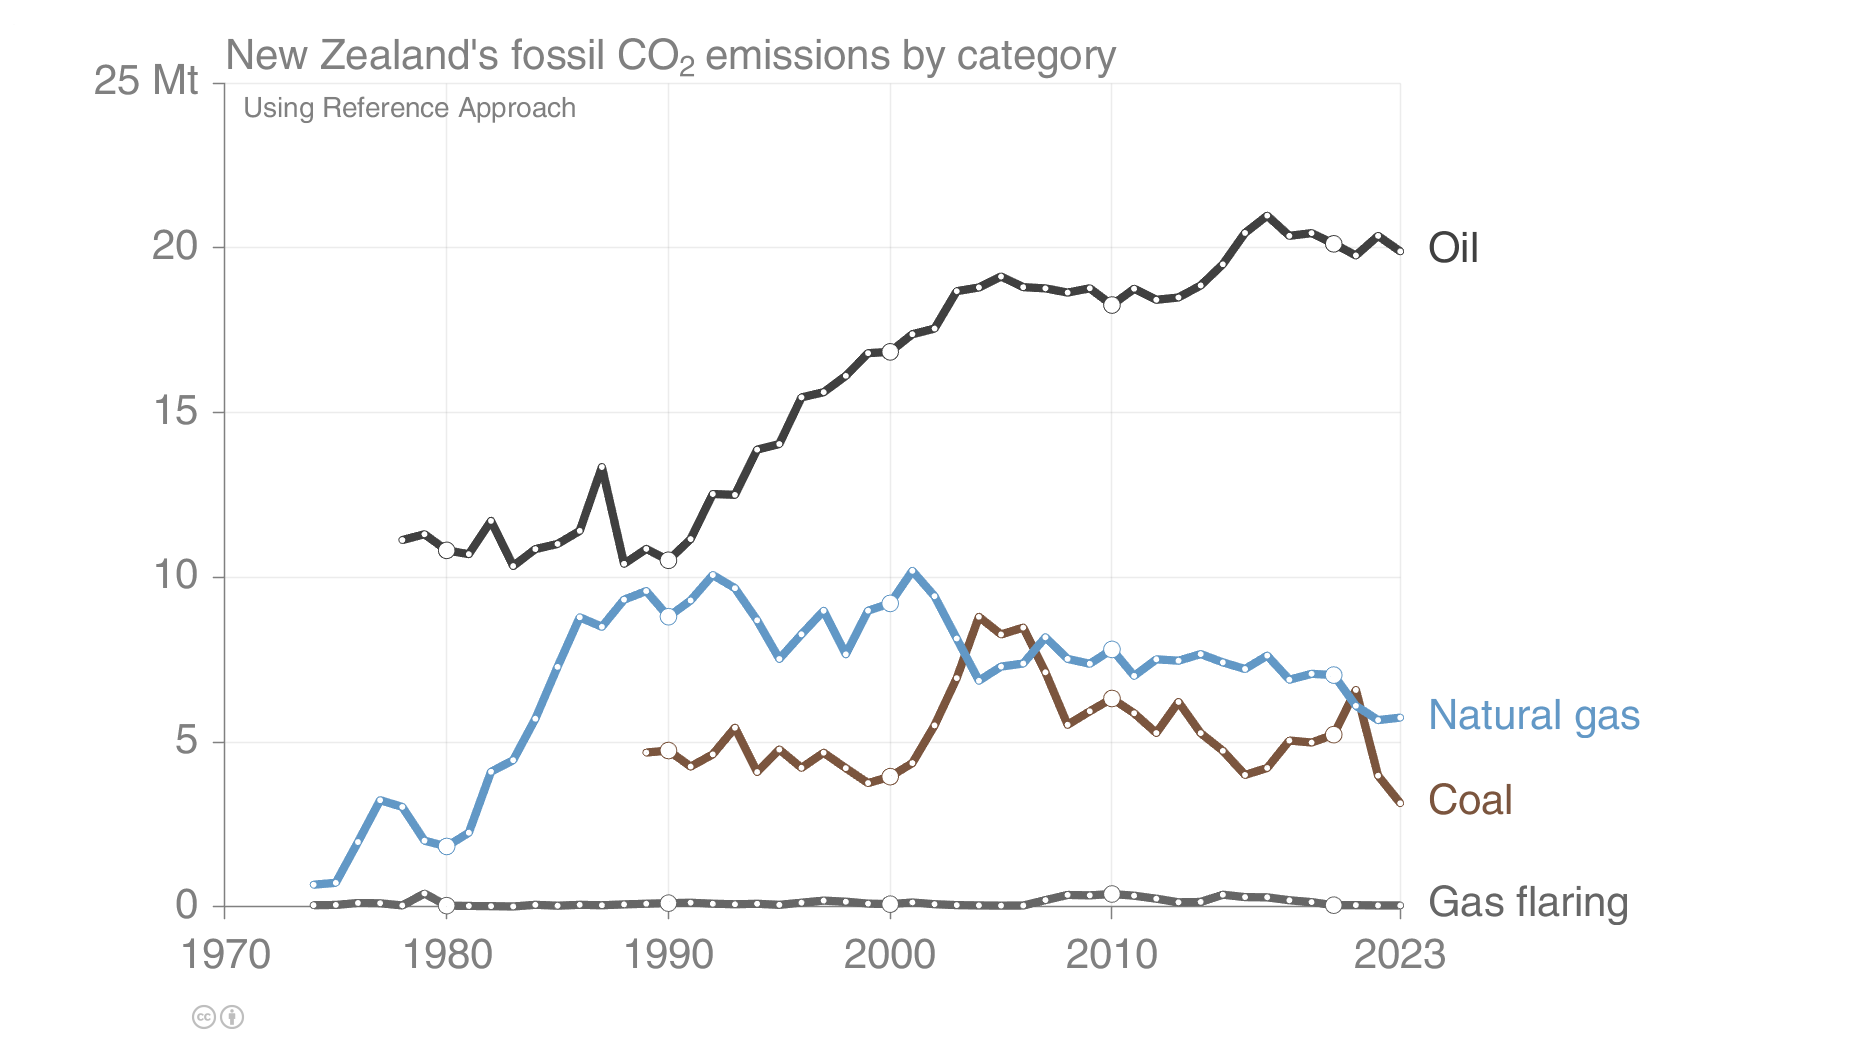 New Zealand's fossil CO₂ emissions by category
25 Mt
Using Reference Approach
20
15
10
5
0
Oil
Natural gas
Coal
Gas flaring
1970 1980 1990 2000 2010 2023
cc